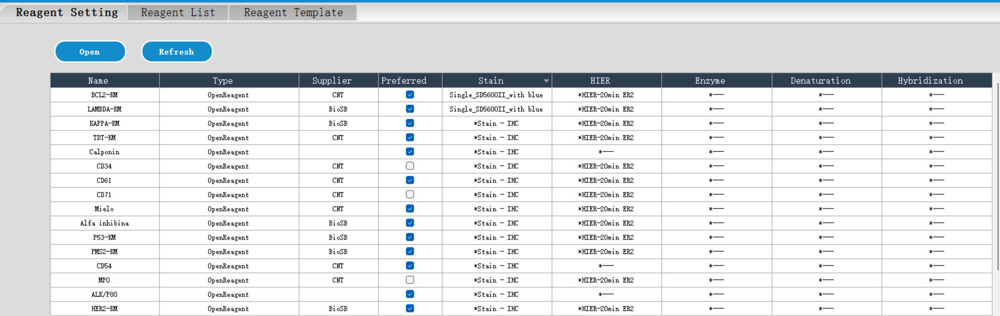 Reagent Setting Reagent List Reagent Template
Open Refresh
Name Type Supplier Preferred Stain HIER Enzyme Denaturation Hybridization
BCL2-KM OpenReagent CNT Single_SD5600II_with blue *HIER-20min ER2 *── *── *──
LAMBDA-KM OpenReagent BioSB Single_SD5600II_with blue *HIER-20min ER2 *── *── *──
KAPPA-KM OpenReagent BioSB *Stain - IHC *HIER-20min ER2 *── *── *──
TDT-KM OpenReagent CNT *Stain - IHC *HIER-20min ER2 *── *── *──
Calponin OpenReagent *Stain - IHC *── *── *── *──
CD34 OpenReagent CNT *Stain - IHC *HIER-20min ER2 *── *── *──
CD61 OpenReagent CNT *Stain - IHC *HIER-20min ER2 *── *── *──
CD71 OpenReagent CNT *Stain - IHC *HIER-20min ER2 *── *── *──
Mielo OpenReagent CNT *Stain - IHC *HIER-20min ER2 *── *── *──
Alfa inhibina OpenReagent BioSB *Stain - IHC *HIER-20min ER2 *── *── *──
P53-KM OpenReagent BioSB *Stain - IHC *HIER-20min ER2 *── *── *──
PMS2-KM OpenReagent BioSB *Stain - IHC *HIER-20min ER2 *── *── *──
CD54 OpenReagent CNT *Stain - IHC *── *── *── *──
MPO OpenReagent CNT *Stain - IHC *HIER-20min ER2 *── *── *──
ALK/P80 OpenReagent *Stain - IHC *── *── *── *──
HER2-KM OpenReagent BioSB *Stain - IHC *HIER-20min ER2 *── *── *──